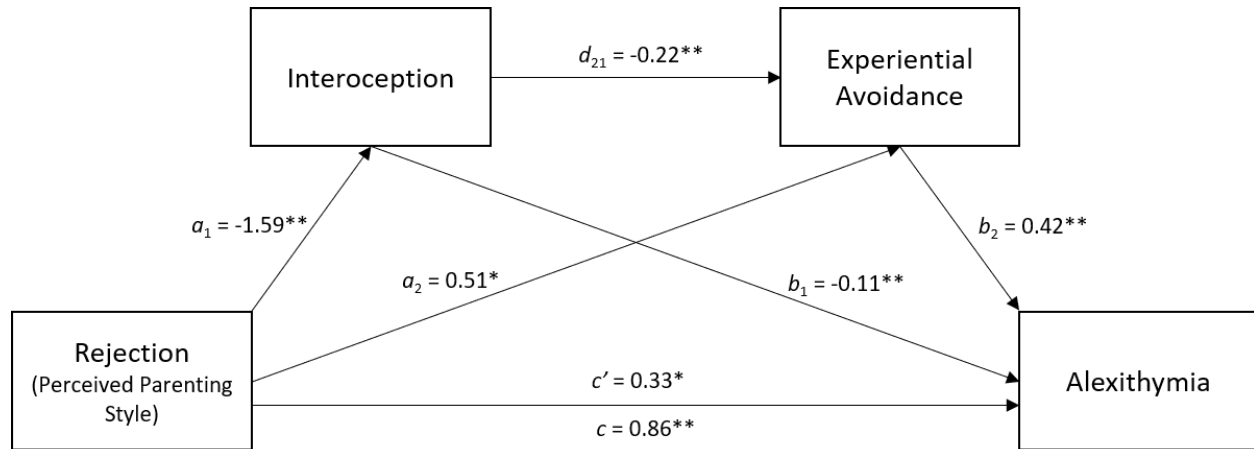 Interoception
d21 = -0.22**
Experiential
Avoidance
a1 = -1.59**
a2 = 0.51*
b1 = -0.11**
b2 = 0.42**
Rejection
(Perceived Parenting
Style)
c’ = 0.33*
c = 0.86**
Alexithymia